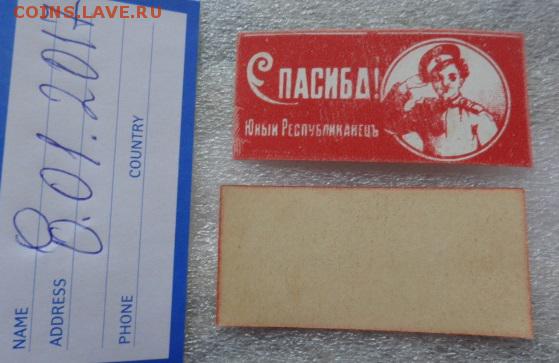 COINS.LAVE.RU
8.01.2017
NAME
ADDRESS
PHONE
COUNTRY
СПАСИБО!
Юный Республиканецъ